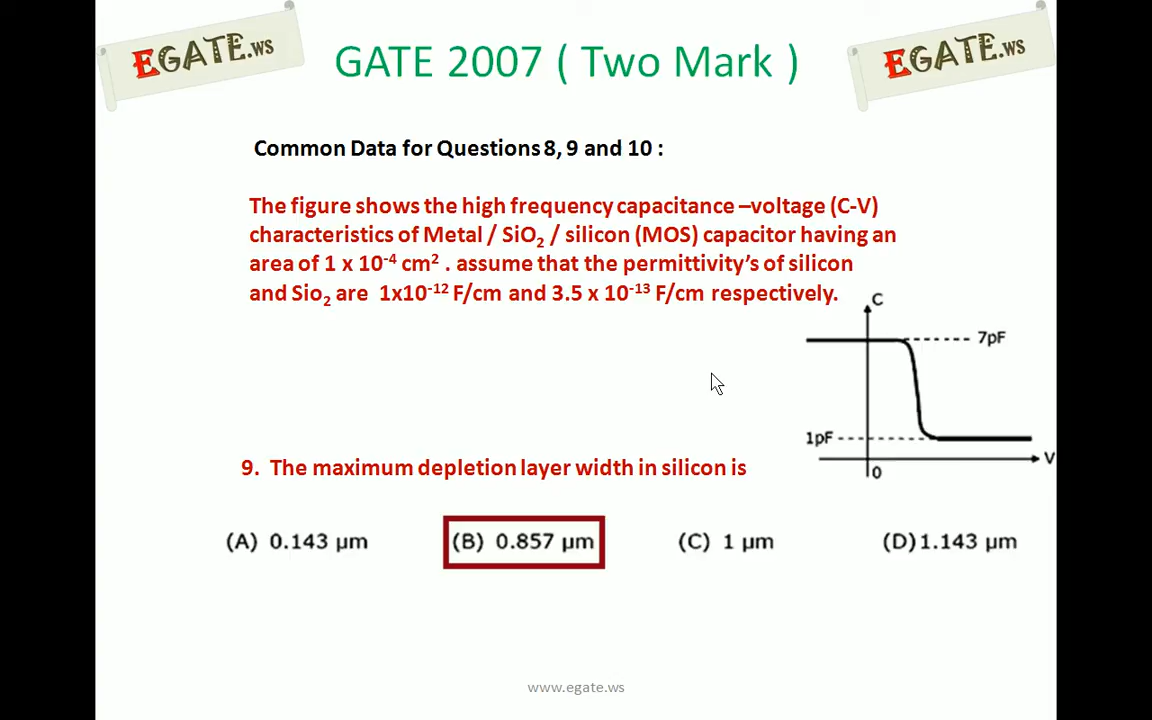 EGATE.ws
GATE 2007 ( Two Mark )
EGATE.ws
Common Data for Questions 8, 9 and 10 :
The figure shows the high frequency capacitance –voltage (C-V)
characteristics of Metal / SiO₂ / silicon (MOS) capacitor having an
area of 1 x 10⁻⁴ cm² . assume that the permittivity’s of silicon
and Sio₂ are 1x10⁻¹² F/cm and 3.5 x 10⁻¹³ F/cm respectively.
C
7pF
1pF
V
0
9. The maximum depletion layer width in silicon is
(A) 0.143 µm
(B) 0.857 µm
(C) 1 µm
(D) 1.143 µm
www.egate.ws